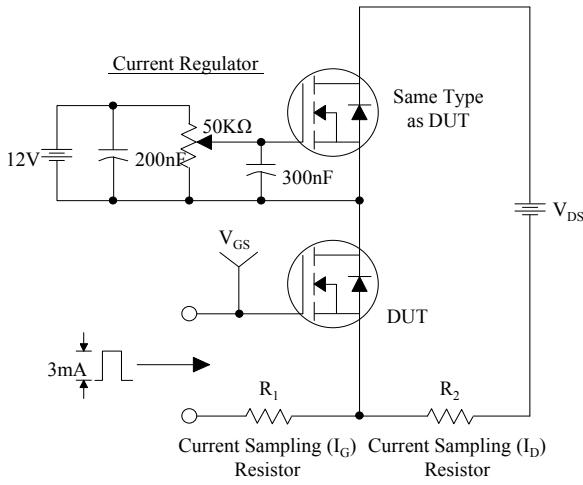 Current Regulator
Same Type
as DUT
50KΩ
12V
200nF
300nF
V_DS
V_GS
DUT
3mA
R_1
R_2
Current Sampling (I_G)
Resistor
Current Sampling (I_D)
Resistor